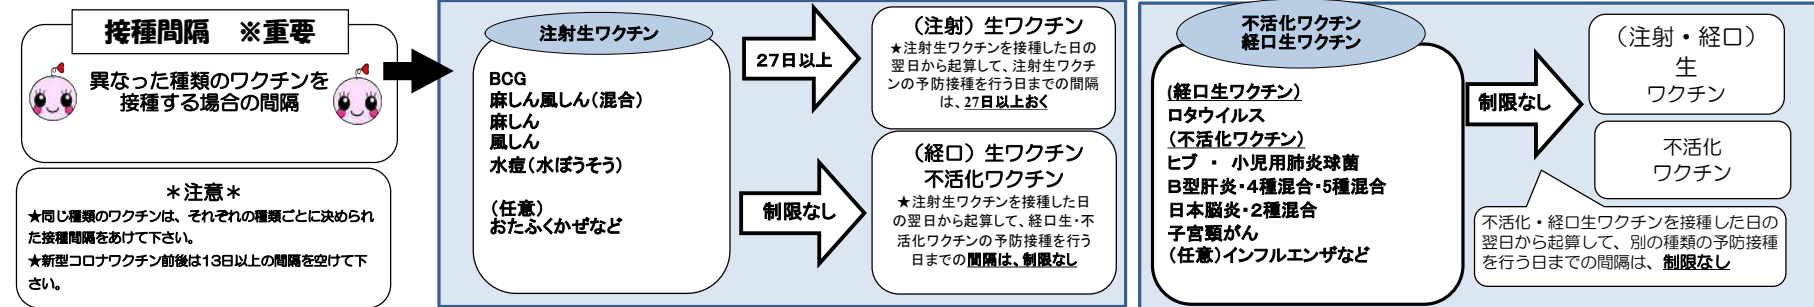 接種間隔　※重要
異なった種類のワクチンを
接種する場合の間隔
＊注意＊
★同じ種類のワクチンは、それぞれの種類ごとに決められ
た接種間隔をあけて下さい。
★新型コロナワクチン前後は13日以上の間隔を空けて下
さい。
注射生ワクチン
BCG
麻しん風しん(混合)
麻しん
風しん
水痘(水ぼうそう)
(任意)
おたふくかぜなど
27日以上
（注射）生ワクチン
★注射生ワクチンを接種した日の
翌日から起算して、注射生ワクチ
ンの予防接種を行う日までの間隔
は、27日以上おく
制限なし
（経口）生ワクチン
不活化ワクチン
★注射生ワクチンを接種した日
の翌日から起算して、経口生・不
活化ワクチンの予防接種を行う
日までの間隔は、制限なし
不活化ワクチン
経口生ワクチン
(経口生ワクチン)
ロタウイルス
(不活化ワクチン)
ヒブ　・　小児用肺炎球菌
B型肝炎・4種混合・5種混合
日本脳炎・2種混合
子宮頸がん
(任意)インフルエンザなど
制限なし
（注射・経口）
生
ワクチン
不活化
ワクチン
不活化・経口生ワクチンを接種した日の
翌日から起算して、別の種類の予防接種
を行う日までの間隔は、制限なし